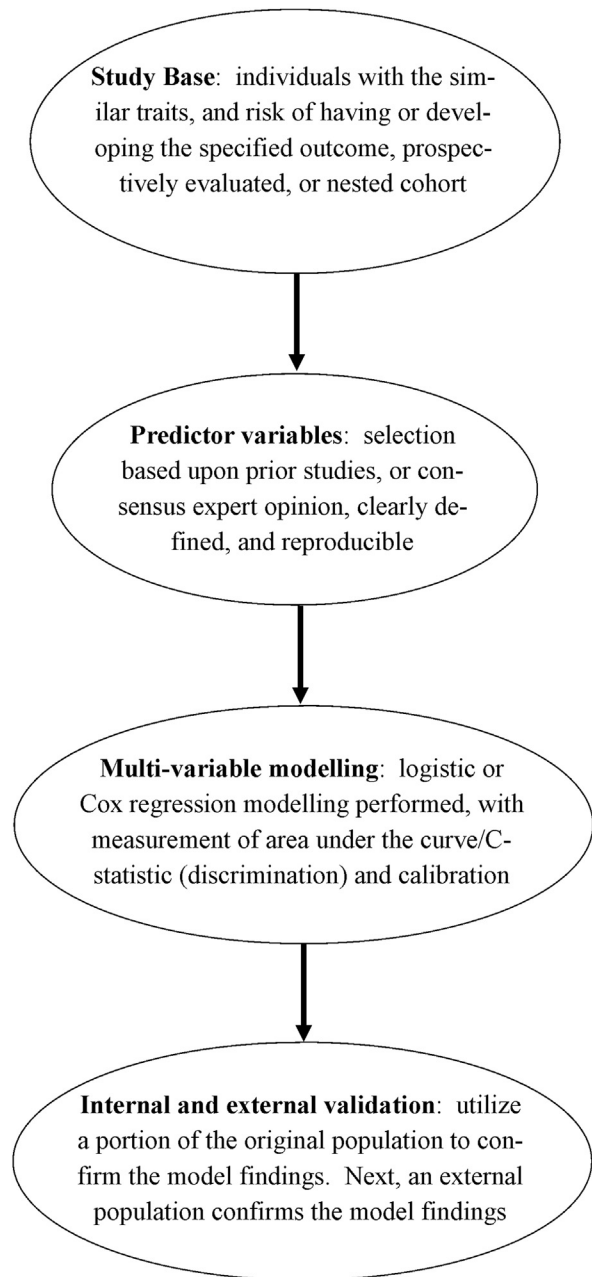 Study Base:  individuals with the sim-
ilar traits, and risk of having or devel-
oping the specified outcome, prospec-
tively evaluated, or nested cohort
Predictor variables:  selection
based upon prior studies, or con-
sensus expert opinion, clearly de-
fined, and reproducible
Multi-variable modelling:  logistic or
Cox regression modelling performed, with
measurement of area under the curve/C-
statistic (discrimination) and calibration
Internal and external validation:  utilize
a portion of the original population to con-
firm the model findings.  Next, an external
population confirms the model findings